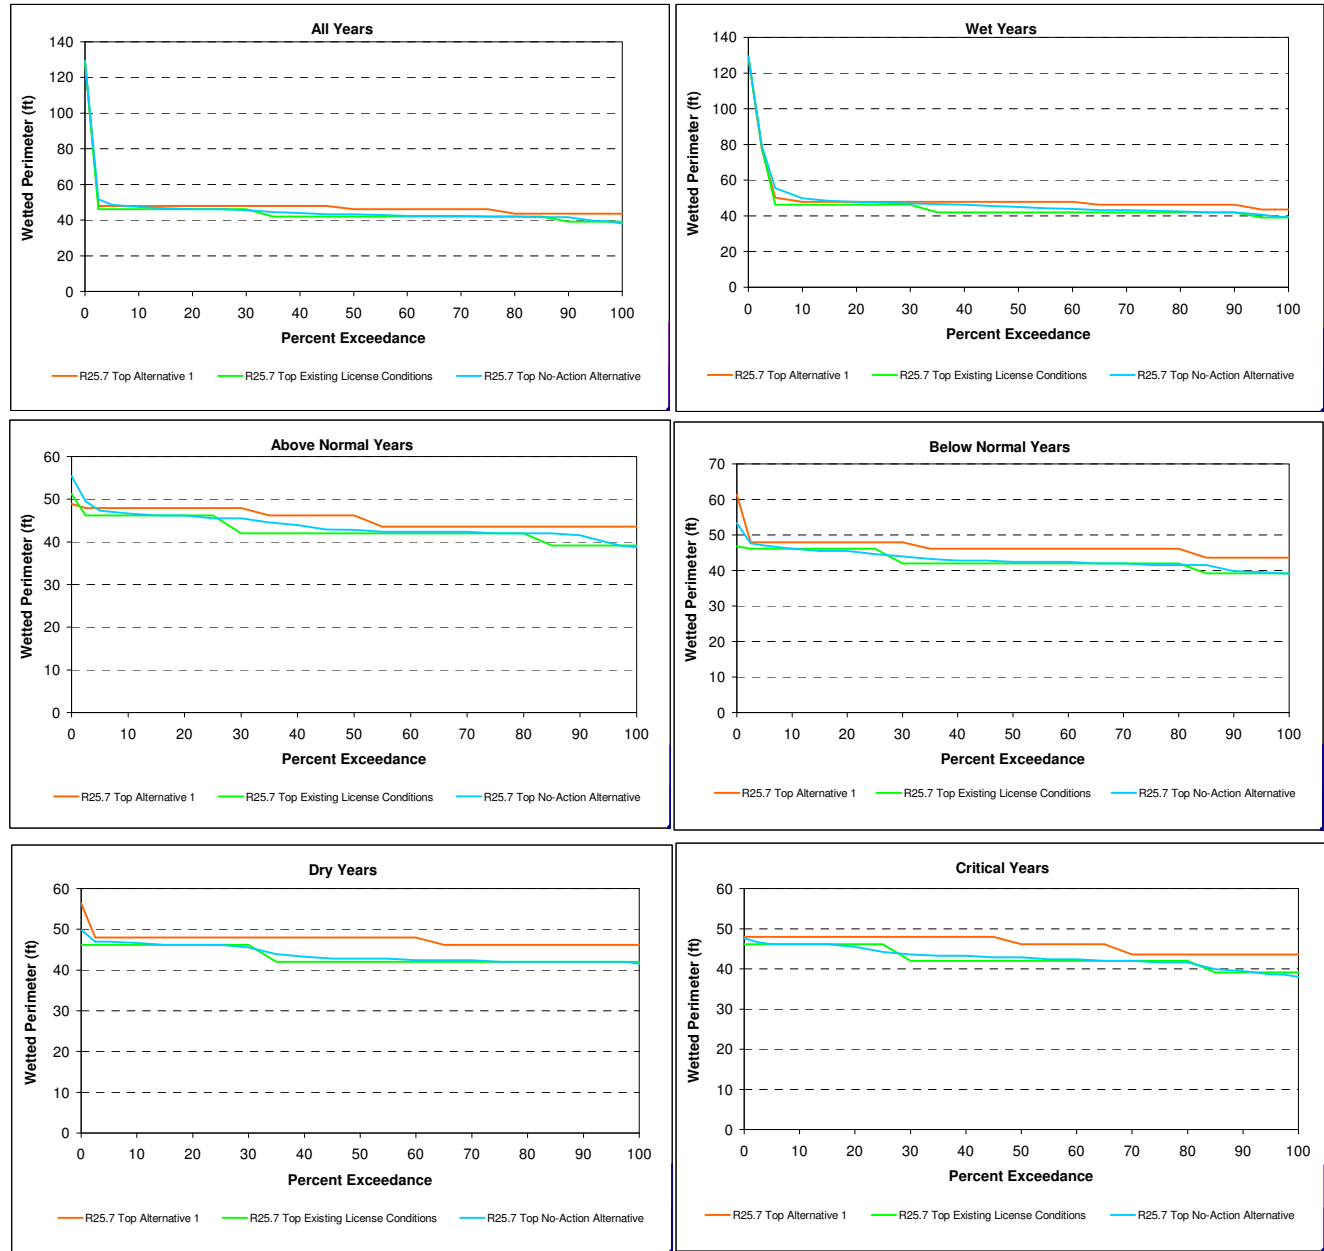 All Years
Wetted Perimeter (ft)
140
120
100
80
60
40
20
0
0 10 20 30 40 50 60 70 80 90 100
Percent Exceedance
R25.7 Top Alternative 1 R25.7 Top Existing License Conditions R25.7 Top No-Action Alternative
Wet Years
Wetted Perimeter (ft)
140
120
100
80
60
40
20
0
0 10 20 30 40 50 60 70 80 90 100
Percent Exceedance
R25.7 Top Alternative 1 R25.7 Top Existing License Conditions R25.7 Top No-Action Alternative
Above Normal Years
Wetted Perimeter (ft)
60
50
40
30
20
10
0
0 10 20 30 40 50 60 70 80 90 100
Percent Exceedance
R25.7 Top Alternative 1 R25.7 Top Existing License Conditions R25.7 Top No-Action Alternative
Below Normal Years
Wetted Perimeter (ft)
70
60
50
40
30
20
10
0
0 10 20 30 40 50 60 70 80 90 100
Percent Exceedance
R25.7 Top Alternative 1 R25.7 Top Existing License Conditions R25.7 Top No-Action Alternative
Dry Years
Wetted Perimeter (ft)
60
50
40
30
20
10
0
0 10 20 30 40 50 60 70 80 90 100
Percent Exceedance
R25.7 Top Alternative 1 R25.7 Top Existing License Conditions R25.7 Top No-Action Alternative
Critical Years
Wetted Perimeter (ft)
60
50
40
30
20
10
0
0 10 20 30 40 50 60 70 80 90 100
Percent Exceedance
R25.7 Top Alternative 1 R25.7 Top Existing License Conditions R25.7 Top No-Action Alternative